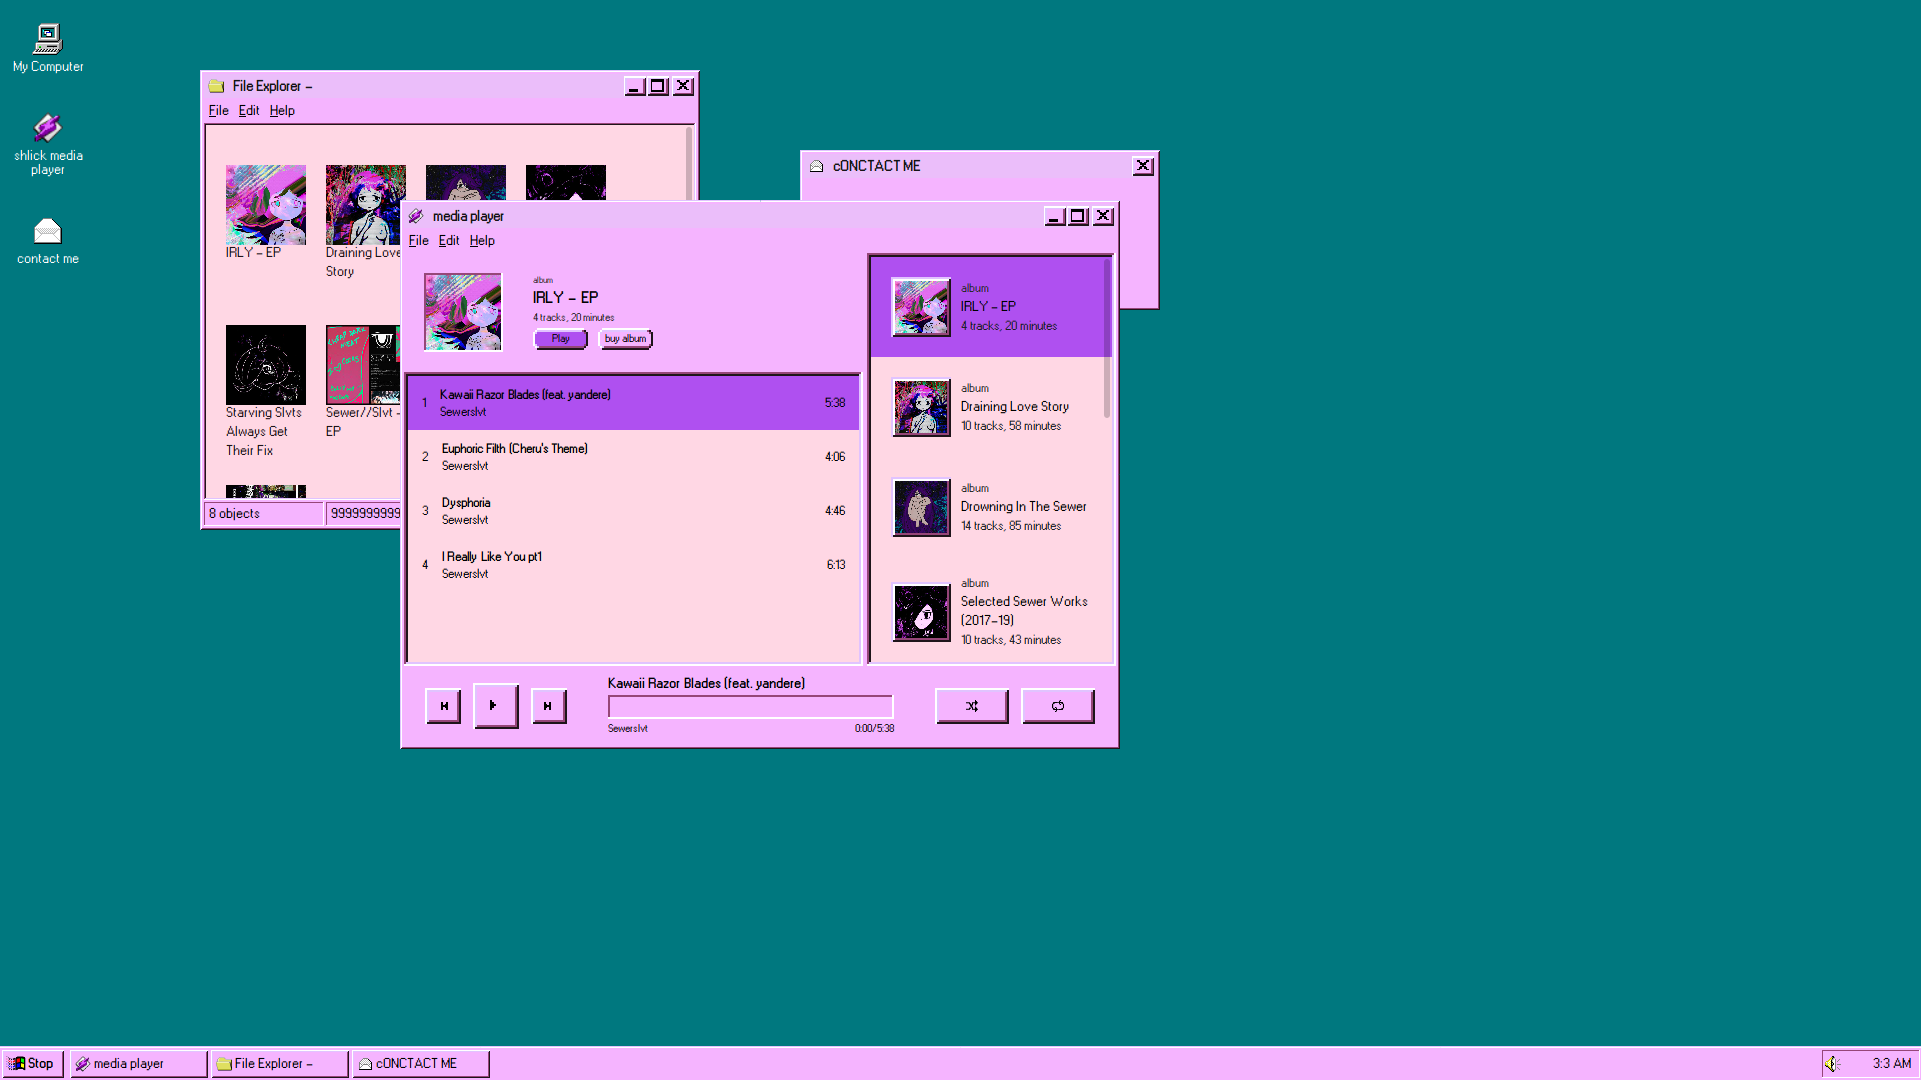 My Computer
shlick media
player
contact me
File Explorer –
File Edit Help
IRLY – EP
Draining Love
Story
Starving Slvts
Always Get
Their Fix
Sewer//Slvt -
EP
8 objects
9999999999
cONCTACT ME
media player
File Edit Help
album
IRLY – EP
4 tracks, 20 minutes
Play
buy album
1 Kawaii Razor Blades (feat. yandere) 5:38
Sewerslvt
2 Euphoric Filth (Cheru's Theme) 4:06
Sewerslvt
3 Dysphoria 4:46
Sewerslvt
4 I Really Like You pt1 6:13
Sewerslvt
album
IRLY – EP
4 tracks, 20 minutes
album
Draining Love Story
10 tracks, 58 minutes
album
Drowning In The Sewer
14 tracks, 85 minutes
album
Selected Sewer Works
(2017–19)
10 tracks, 43 minutes
Kawaii Razor Blades (feat. yandere)
Sewerslvt 0:00/5:38
Stop
media player
File Explorer –
cONCTACT ME
3:3 AM